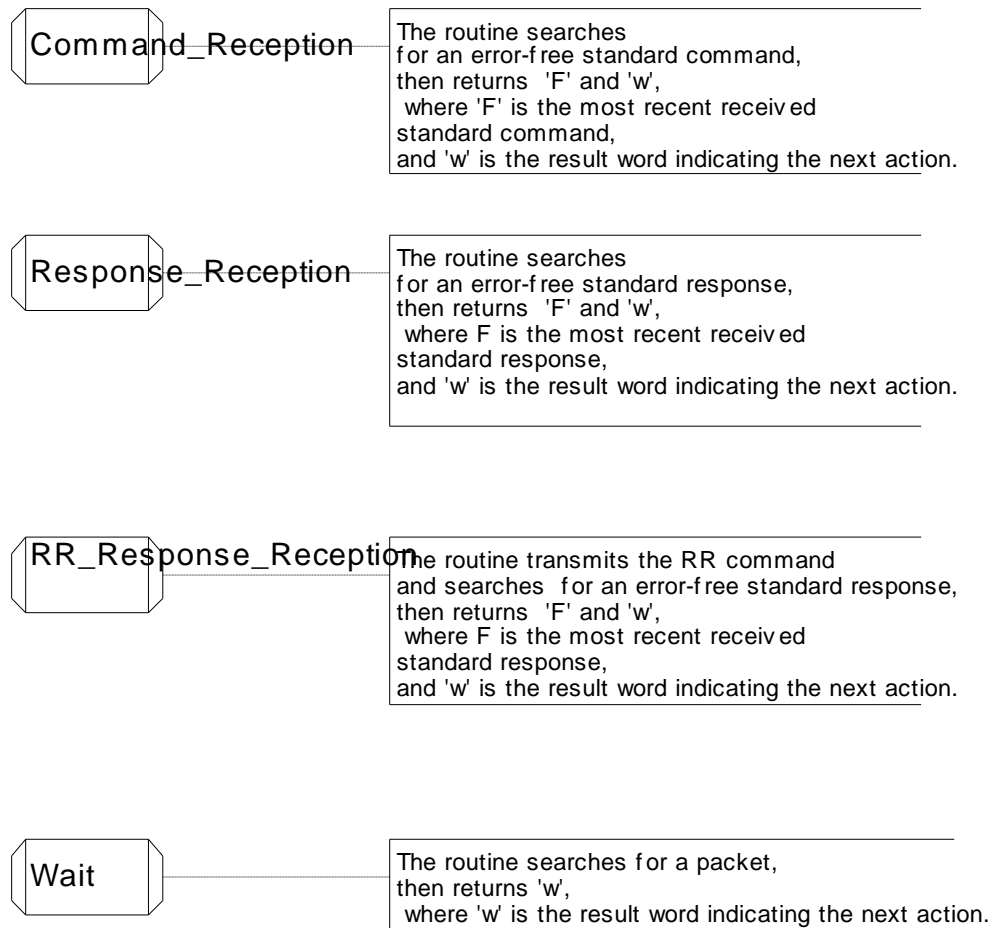 Command_Reception
The routine searches
for an error-free standard command,
then returns 'F' and 'w',
where 'F' is the most recent received
standard command,
and 'w' is the result word indicating the next action.
Response_Reception
The routine searches
for an error-free standard response,
then returns 'F' and 'w',
where F is the most recent received
standard response,
and 'w' is the result word indicating the next action.
RR_Response_Reception
The routine transmits the RR command
and searches for an error-free standard response,
then returns 'F' and 'w',
where F is the most recent received
standard response,
and 'w' is the result word indicating the next action.
Wait
The routine searches for a packet,
then returns 'w',
where 'w' is the result word indicating the next action.